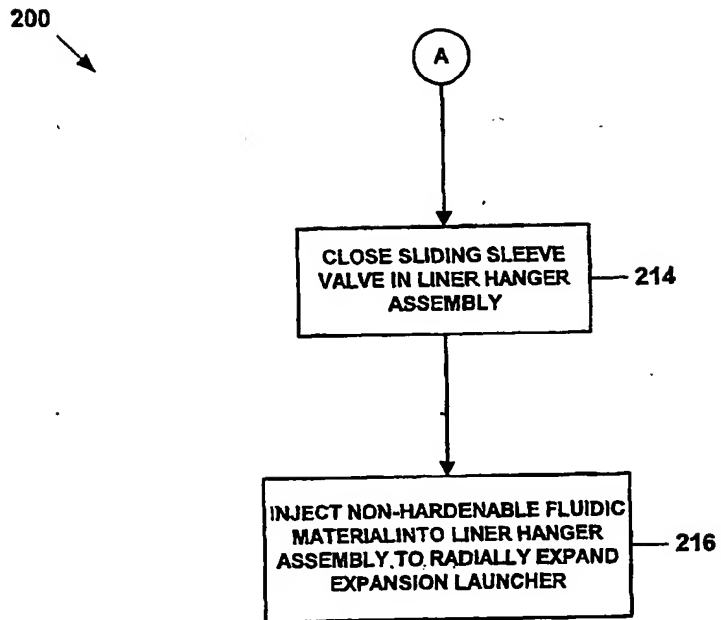 200
A
CLOSE SLIDING SLEEVE
VALVE IN LINER HANGER
ASSEMBLY
214
INJECT NON-HARDENABLE FLUIDIC
MATERIALINTO LINER HANGER
ASSEMBLY TO RADIALLY EXPAND
EXPANSION LAUNCHER
216